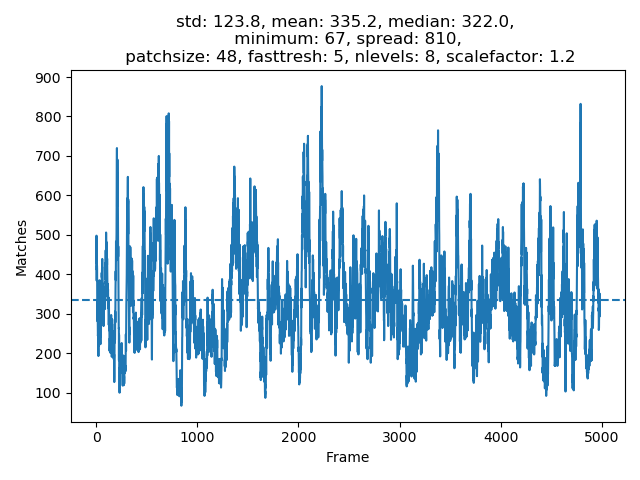 std: 123.8, mean: 335.2, median: 322.0,
minimum: 67, spread: 810,
patchsize: 48, fasttresh: 5, nlevels: 8, scalefactor: 1.2
900
800
700
600
500
400
300
200
100
Matches
0 1000 2000 3000 4000 5000
Frame